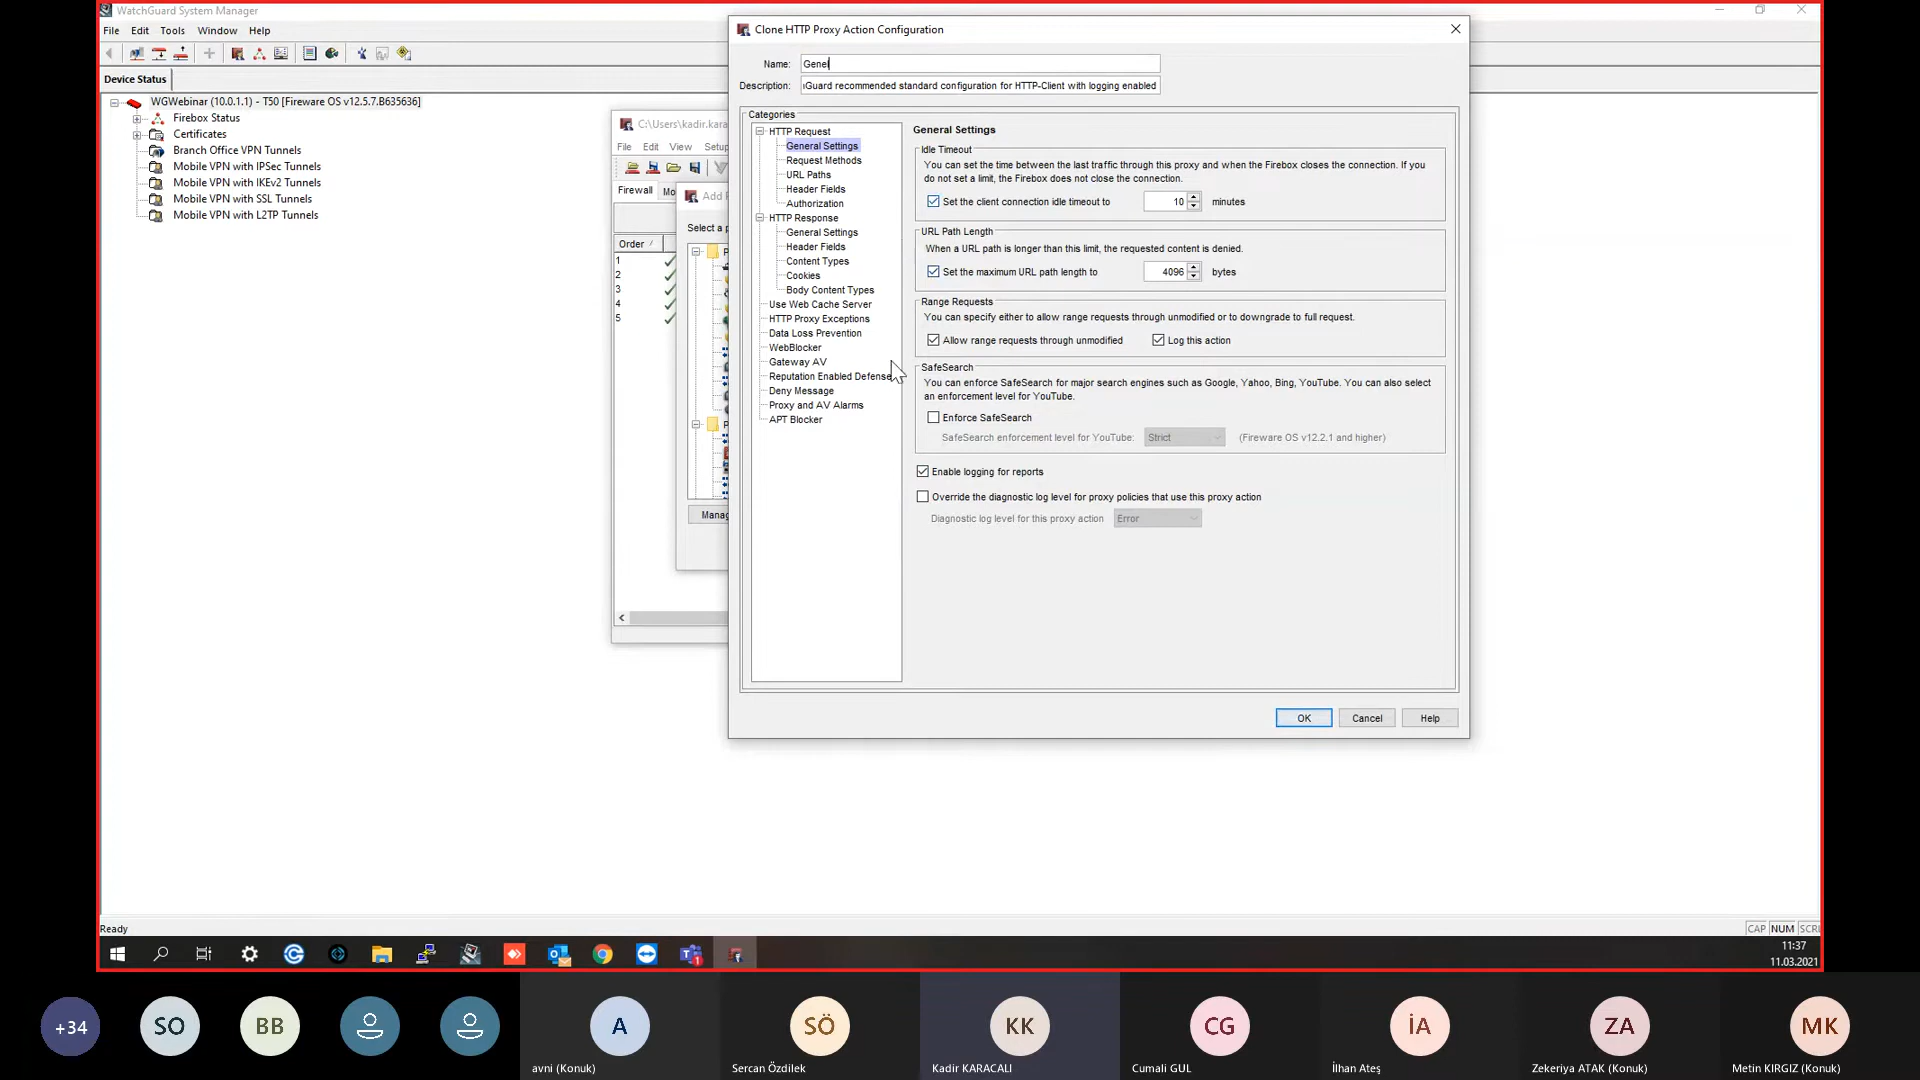 WatchGuard System Manager
File Edit Tools Window Help
Device Status
WGWebinar (10.0.1.1) - T50 [Fireware OS v12.5.7.B635636]
Firebox Status
Certificates
Branch Office VPN Tunnels
Mobile VPN with IPSec Tunnels
Mobile VPN with IKEv2 Tunnels
Mobile VPN with SSL Tunnels
Mobile VPN with L2TP Tunnels
C:\Users\kadir.kara
File Edit View Setu
Firewall Mo
Add
Select a p
Order
1
2
3
4
5
Manag
Clone HTTP Proxy Action Configuration
Name: Genel
Description: Guard recommended standard configuration for HTTP-Client with logging enabled
Categories
HTTP Request
General Settings
Request Methods
URL Paths
Header Fields
Authorization
HTTP Response
General Settings
Header Fields
Content Types
Cookies
Body Content Types
Use Web Cache Server
HTTP Proxy Exceptions
Data Loss Prevention
WebBlocker
Gateway AV
Reputation Enabled Defense
Deny Message
Proxy and AV Alarms
APT Blocker
General Settings
Idle Timeout
You can set the time between the last traffic through this proxy and when the Firebox closes the connection. If you
do not set a limit, the Firebox does not close the connection.
Set the client connection idle timeout to 10 minutes
URL Path Length
When a URL path is longer than this limit, the requested content is denied.
Set the maximum URL path length to 4096 bytes
Range Requests
You can specify either to allow range requests through unmodified or to downgrade to full request.
Allow range requests through unmodified Log this action
SafeSearch
You can enforce SafeSearch for major search engines such as Google, Yahoo, Bing, YouTube. You can also select
an enforcement level for YouTube.
Enforce SafeSearch
SafeSearch enforcement level for YouTube: Strict (Fireware OS v12.2.1 and higher)
Enable logging for reports
Override the diagnostic log level for proxy policies that use this proxy action
Diagnostic log level for this proxy action Error
OK Cancel Help
Ready
CAP NUM SCRL
11:37
11.03.2021
+34 SO BB A SÖ KK CG İA ZA MK
avni (Konuk) Sercan Özdilek Kadir KARACALI Cumali GUL İlhan Ateş Zekeriya ATAK (Konuk) Metin KIRGIZ (Konuk)